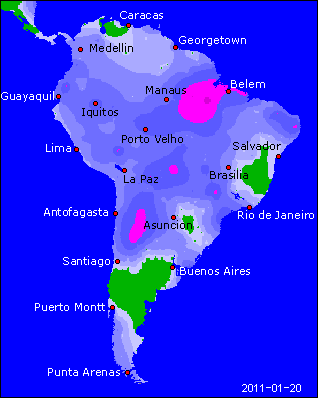 Caracas
Medellin
Georgetown
Guayaquil
Iquitos
Manaus
Belem
Porto Velho
Lima
La Paz
Salvador
Brasilia
Antofagasta
Asuncion
Rio de Janeiro
Santiago
Buenos Aires
Puerto Montt
Punta Arenas
2011-01-20